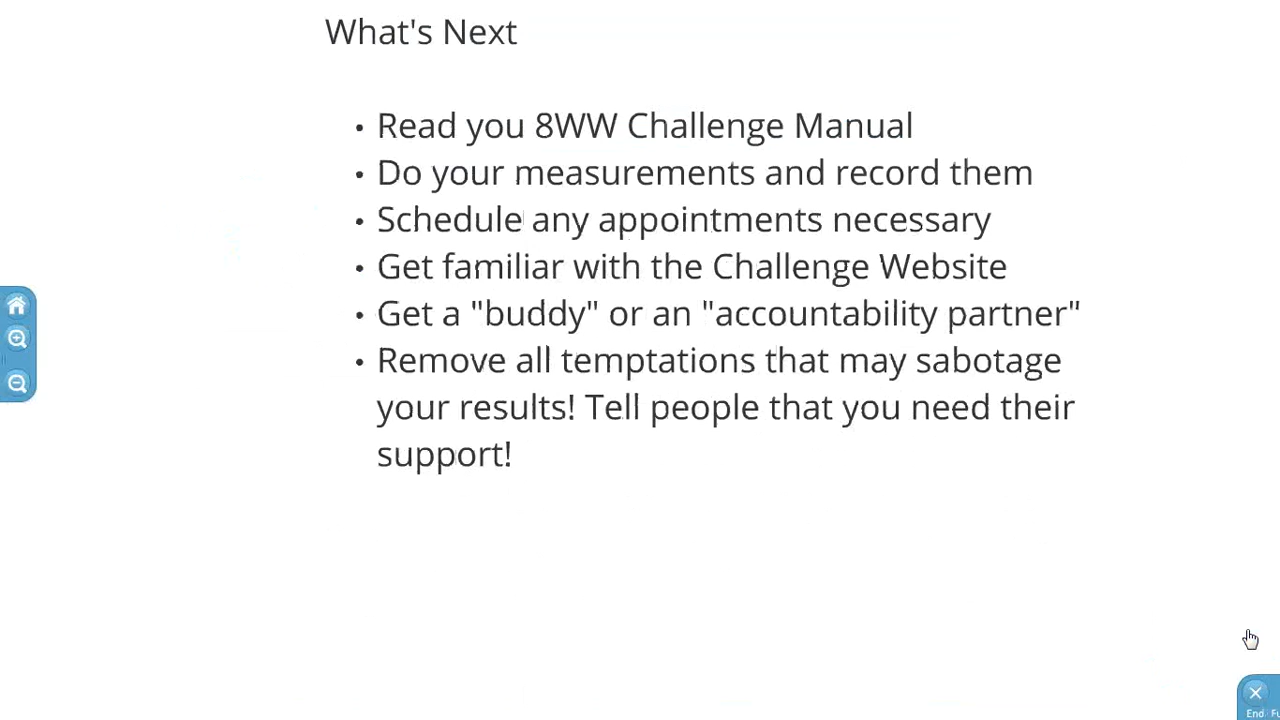 What's Next
• Read you 8WW Challenge Manual
• Do your measurements and record them
• Schedule any appointments necessary
• Get familiar with the Challenge Website
• Get a "buddy" or an "accountability partner"
• Remove all temptations that may sabotage
your results! Tell people that you need their
support!
End Fu